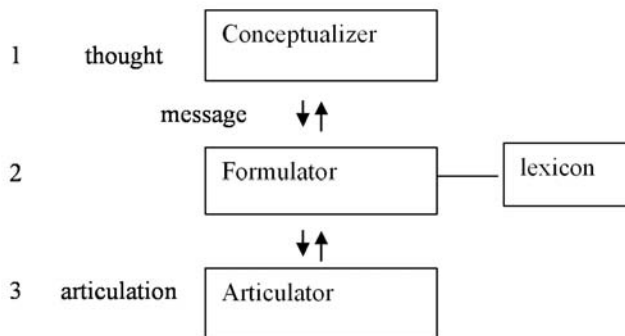 1 thought Conceptualizer
message
2 Formulator lexicon
3 articulation Articulator